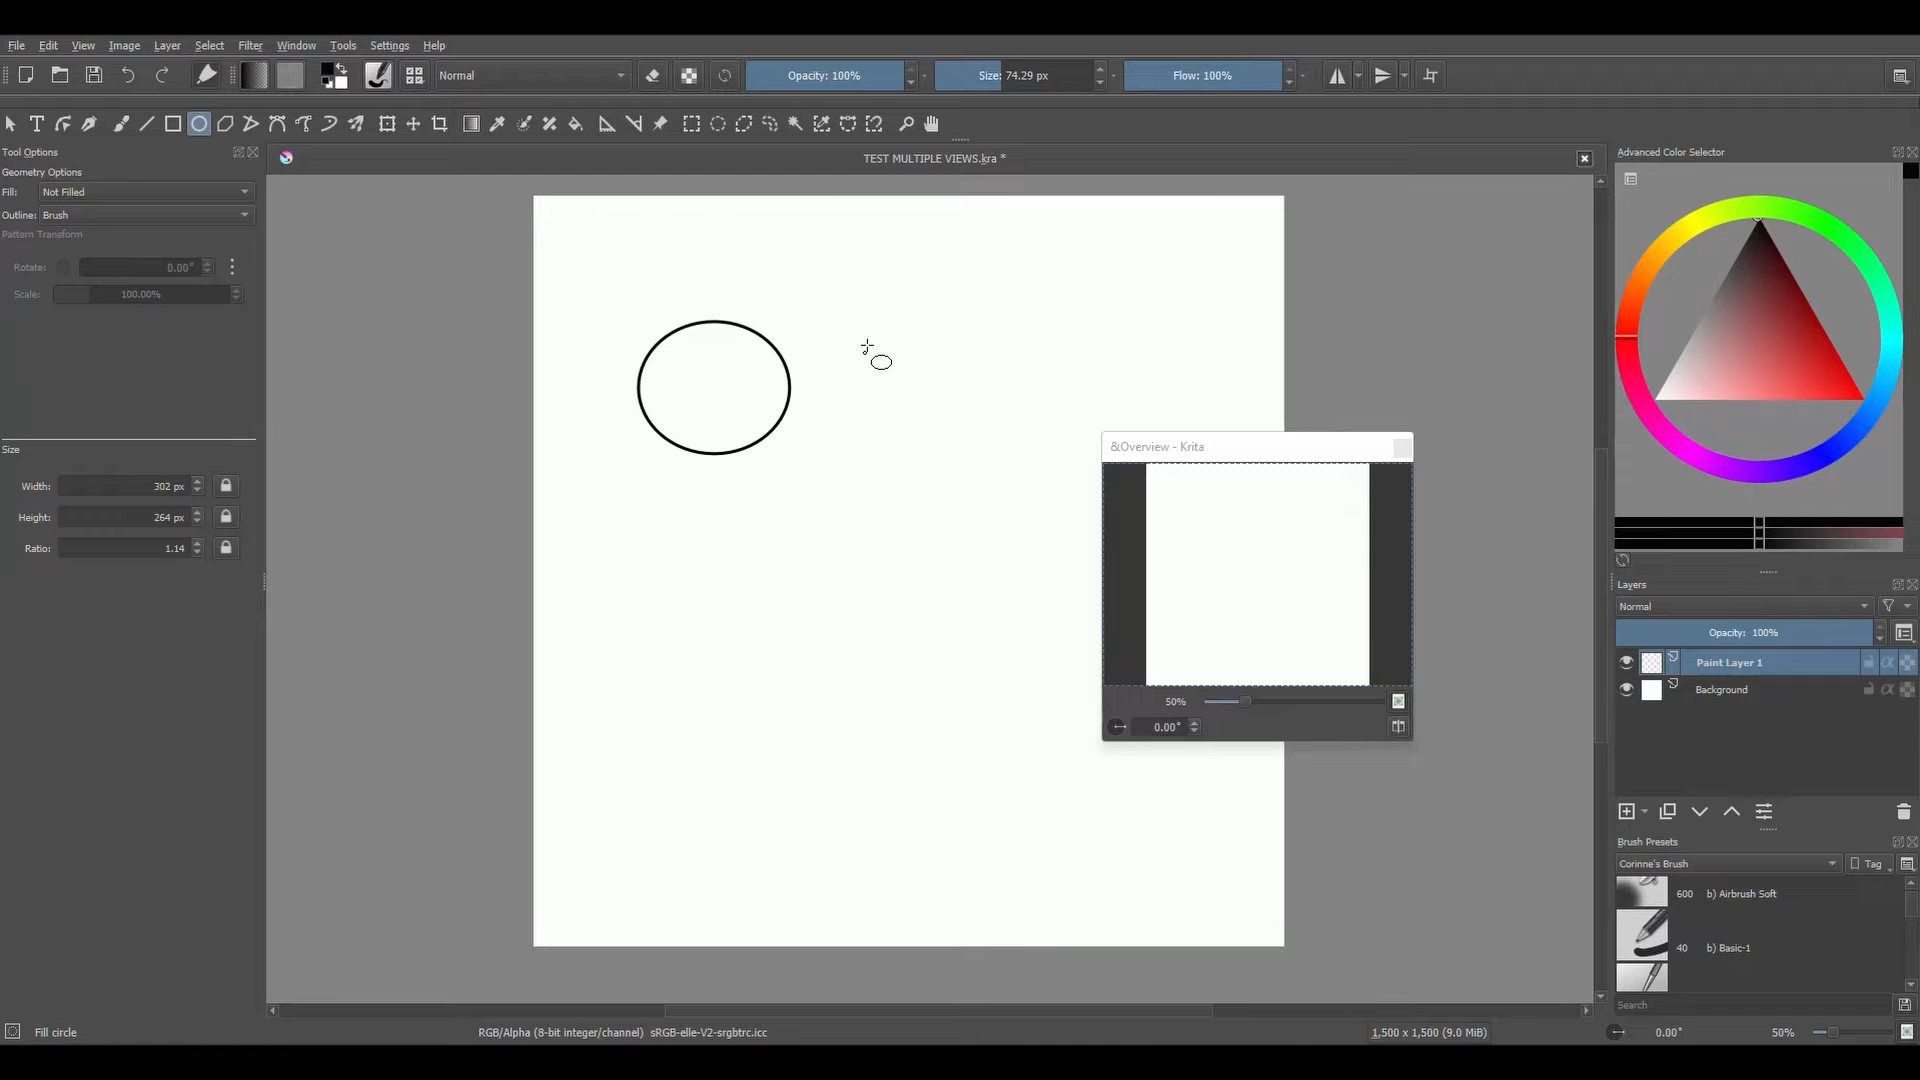 File Edit View Image Layer Select Filter Window Tools Settings Help
Normal Opacity: 100% Size: 74.29 px Flow: 100%
Tool Options
TEST MULTIPLE VIEWS.kra *
Advanced Color Selector
Geometry Options
Fill: Not Filled
Outline: Brush
Pattern Transform
Rotate: 0.00°
Scale: 100.00%
Size
Width: 302 px
Height: 264 px
Ratio: 1.14
&Overview - Krita
50%
0.00°
Layers
Normal
Opacity: 100%
Paint Layer 1
Background
Brush Presets
Corinne's Brush Tag
600 b) Airbrush Soft
40 b) Basic-1
Search
Fill circle RGB/Alpha (8-bit integer/channel) sRGB-elle-V2-srgbtrc.icc 1,500 x 1,500 (9.0 MiB) 0.00° 50%